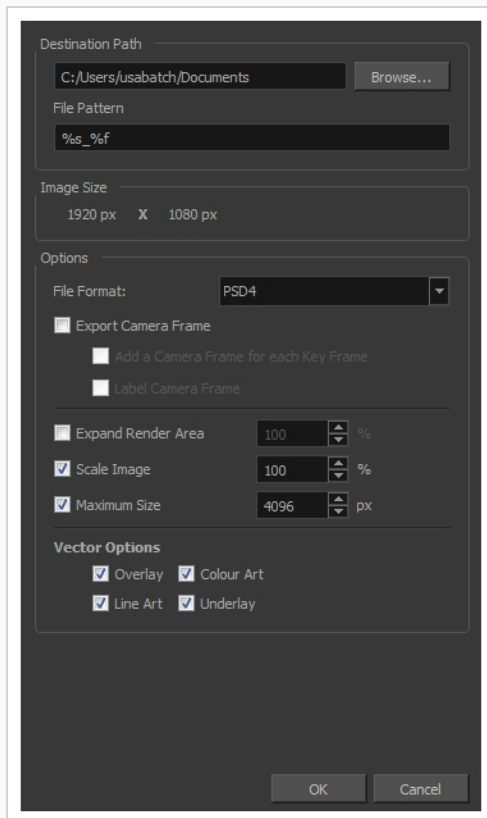 Destination Path
C:/Users/usabatch/Documents Browse...
File Pattern
%s_%f
Image Size
1920 px X 1080 px
Options
File Format: PSD4
Export Camera Frame
Add a Camera Frame for each Key Frame
Label Camera Frame
Expand Render Area 100 %
Scale Image 100 %
Maximum Size 4096 px
Vector Options
Overlay Colour Art
Line Art Underlay
OK Cancel